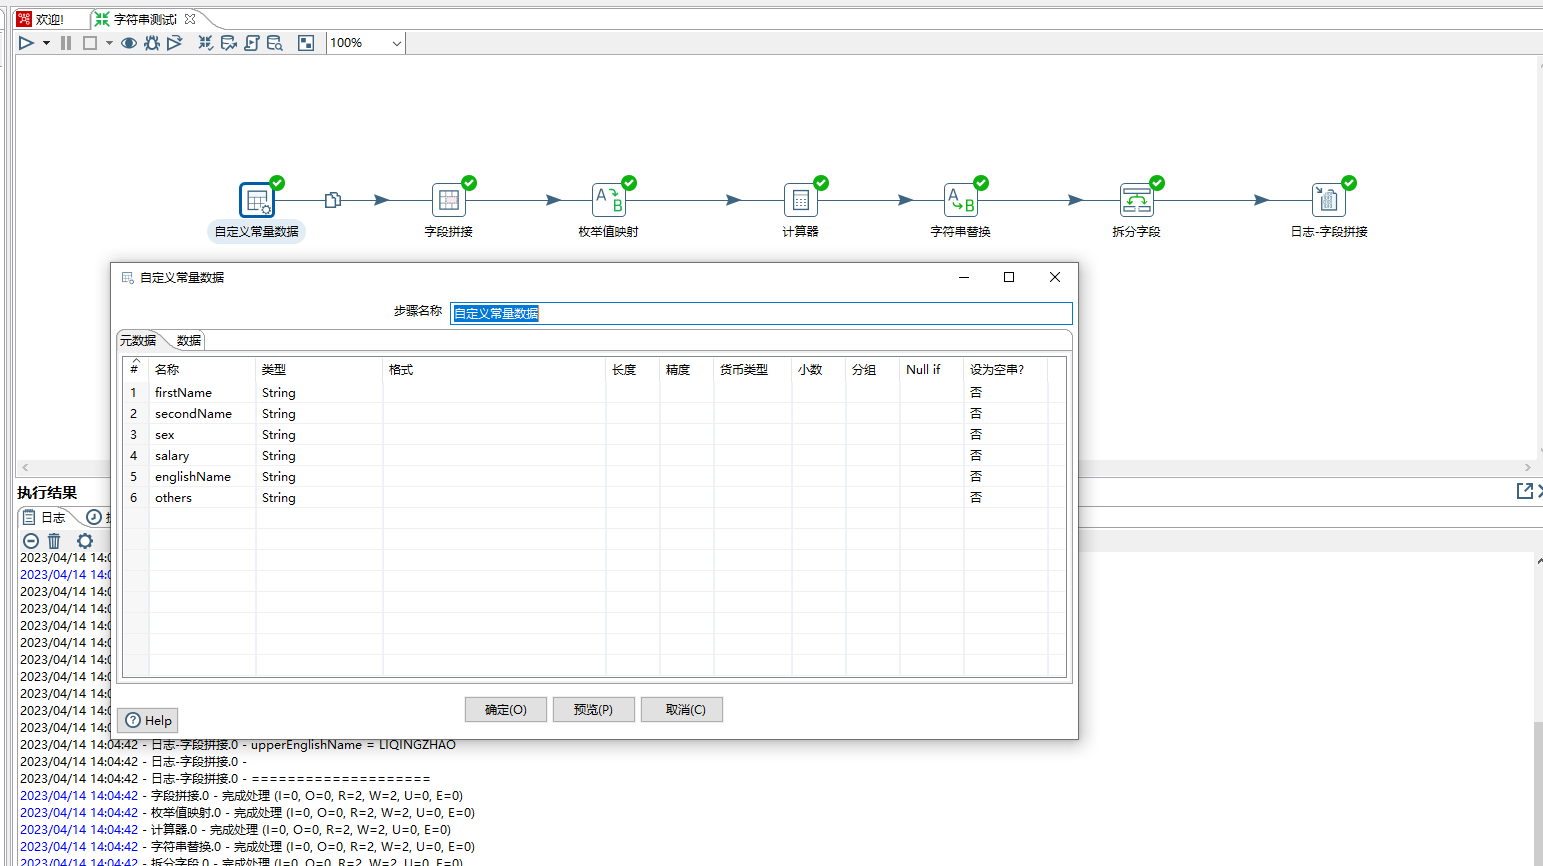 欢迎!
字符串测试i
100%
自定义常量数据
字段拼接
枚举值映射
计算器
字符串替换
拆分字段
日志-字段拼接
自定义常量数据
步骤名称 自定义常量数据
元数据 数据
# 名称 类型 格式 长度 精度 货币类型 小数 分组 Null if 设为空串?
1 firstName String 否
2 secondName String 否
3 sex String 否
4 salary String 否
5 englishName String 否
6 others String 否
Help 确定(O) 预览(P) 取消(C)
执行结果
日志
2023/04/14 14:0
2023/04/14 14:0
2023/04/14 14:0
2023/04/14 14:0
2023/04/14 14:0
2023/04/14 14:0
2023/04/14 14:0
2023/04/14 14:0
2023/04/14 14:0
2023/04/14 14:0
2023/04/14 14:0
2023/04/14 14:04:42 - 日志-字段拼接.0 - upperEnglishName = LIQINGZHAO
2023/04/14 14:04:42 - 日志-字段拼接.0 -
2023/04/14 14:04:42 - 日志-字段拼接.0 - ====================
2023/04/14 14:04:42 - 字段拼接.0 - 完成处理 (I=0, O=0, R=2, W=2, U=0, E=0)
2023/04/14 14:04:42 - 枚举值映射.0 - 完成处理 (I=0, O=0, R=2, W=2, U=0, E=0)
2023/04/14 14:04:42 - 计算器.0 - 完成处理 (I=0, O=0, R=2, W=2, U=0, E=0)
2023/04/14 14:04:42 - 字符串替换.0 - 完成处理 (I=0, O=0, R=2, W=2, U=0, E=0)
2023/04/14 14:04:42 - 拆分字段.0 - 完成处理 (I=0, O=0, R=2, W=2, U=0, E=0)